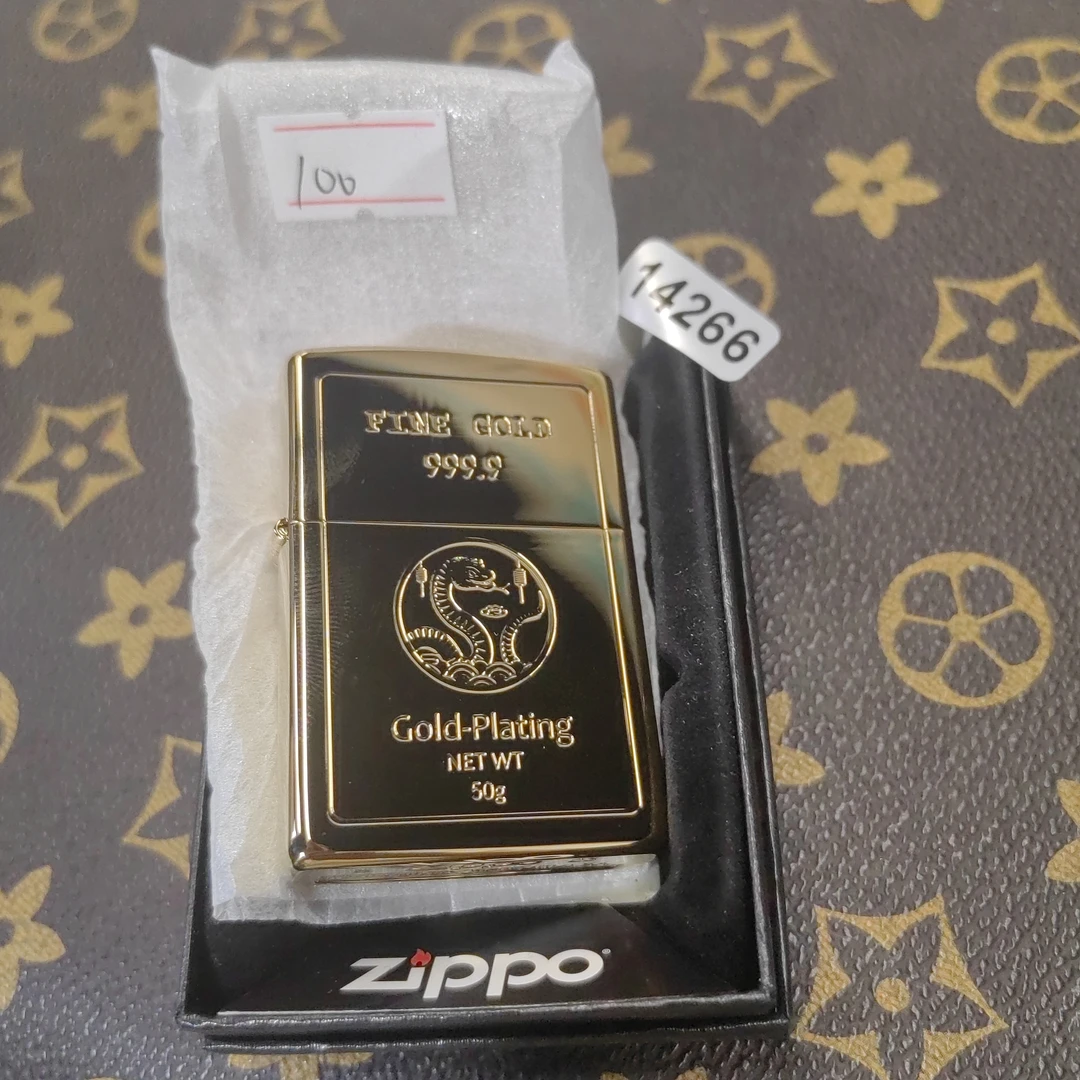 100
14266
FINE GOLD
999.9
Gold-Plating
NET WT
50g
zippo